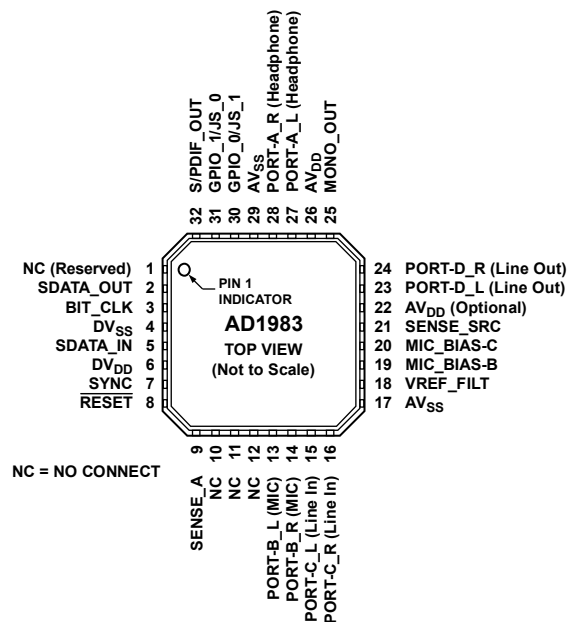 S/PDIF_OUT
GPIO_1/JS_0
GPIO_0/JS_1
AVSS
PORT-A_R (Headphone)
PORT-A_L (Headphone)
AVDD
MONO_OUT
32 31 30 29 28 27 26 25
NC (Reserved) 1
SDATA_OUT 2
BIT_CLK 3
DVSS 4
SDATA_IN 5
DVDD 6
SYNC 7
RESET 8
PIN 1
INDICATOR
AD1983
TOP VIEW
(Not to Scale)
24 PORT-D_R (Line Out)
23 PORT-D_L (Line Out)
22 AVDD (Optional)
21 SENSE_SRC
20 MIC_BIAS-C
19 MIC_BIAS-B
18 VREF_FILT
17 AVSS
9 10 11 12 13 14 15 16
SENSE_A
NC
NC
NC
PORT-B_L (MIC)
PORT-B_R (MIC)
PORT-C_L (Line In)
PORT-C_R (Line In)
NC = NO CONNECT